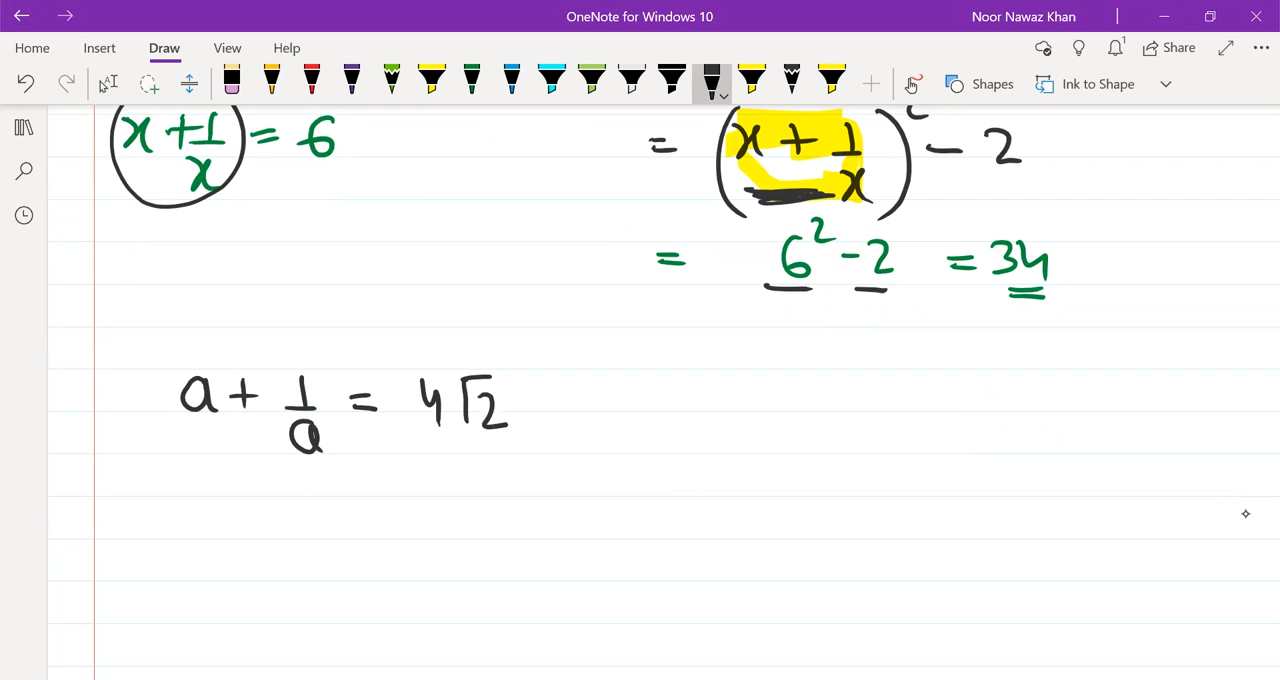 OneNote for Windows 10
Noor Nawaz Khan
Home Insert Draw View Help
1 Share
Shapes Ink to Shape
x + 1/x = 6
= (x + 1/x)² - 2
= 6² - 2 = 34
a + 1/a = 4√2